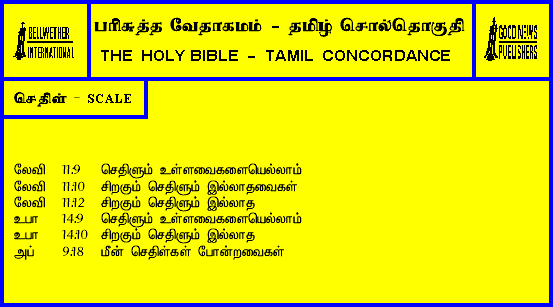 BELLWETHER
INTERNATIONAL
பரிசுத்த வேதாகமம் - தமிழ் சொல்தொகுதி
THE HOLY BIBLE - TAMIL CONCORDANCE
GOOD NEWS
PUBLISHERS
செதின் - SCALE
லேவி 11:9 செதிளும் உள்ளவைகளையெல்லாம்
லேவி 11:10 சிறகும் செதிளும் இல்லாதவைகள்
லேவி 11:12 சிறகும் செதிளும் இல்லாத
உபா 14:9 செதிளும் உள்ளவைகளையெல்லாம்
உபா 14:10 சிறகும் செதிளும் இல்லாத
அப் 9:18 மீன் செதிள்கள் போன்றவைகள்